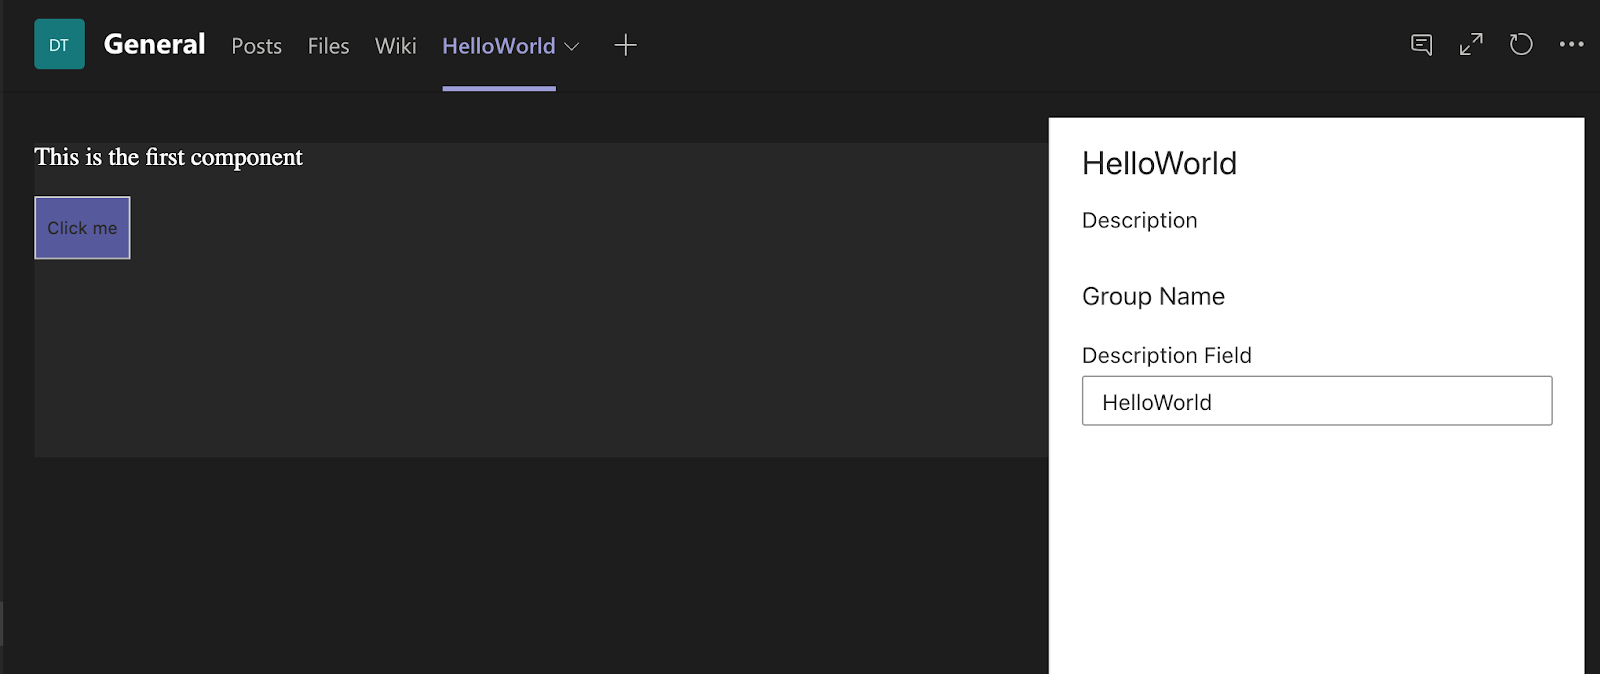 DT General Posts Files Wiki HelloWorld
This is the first component
Click me
HelloWorld
Description
Group Name
Description Field
HelloWorld